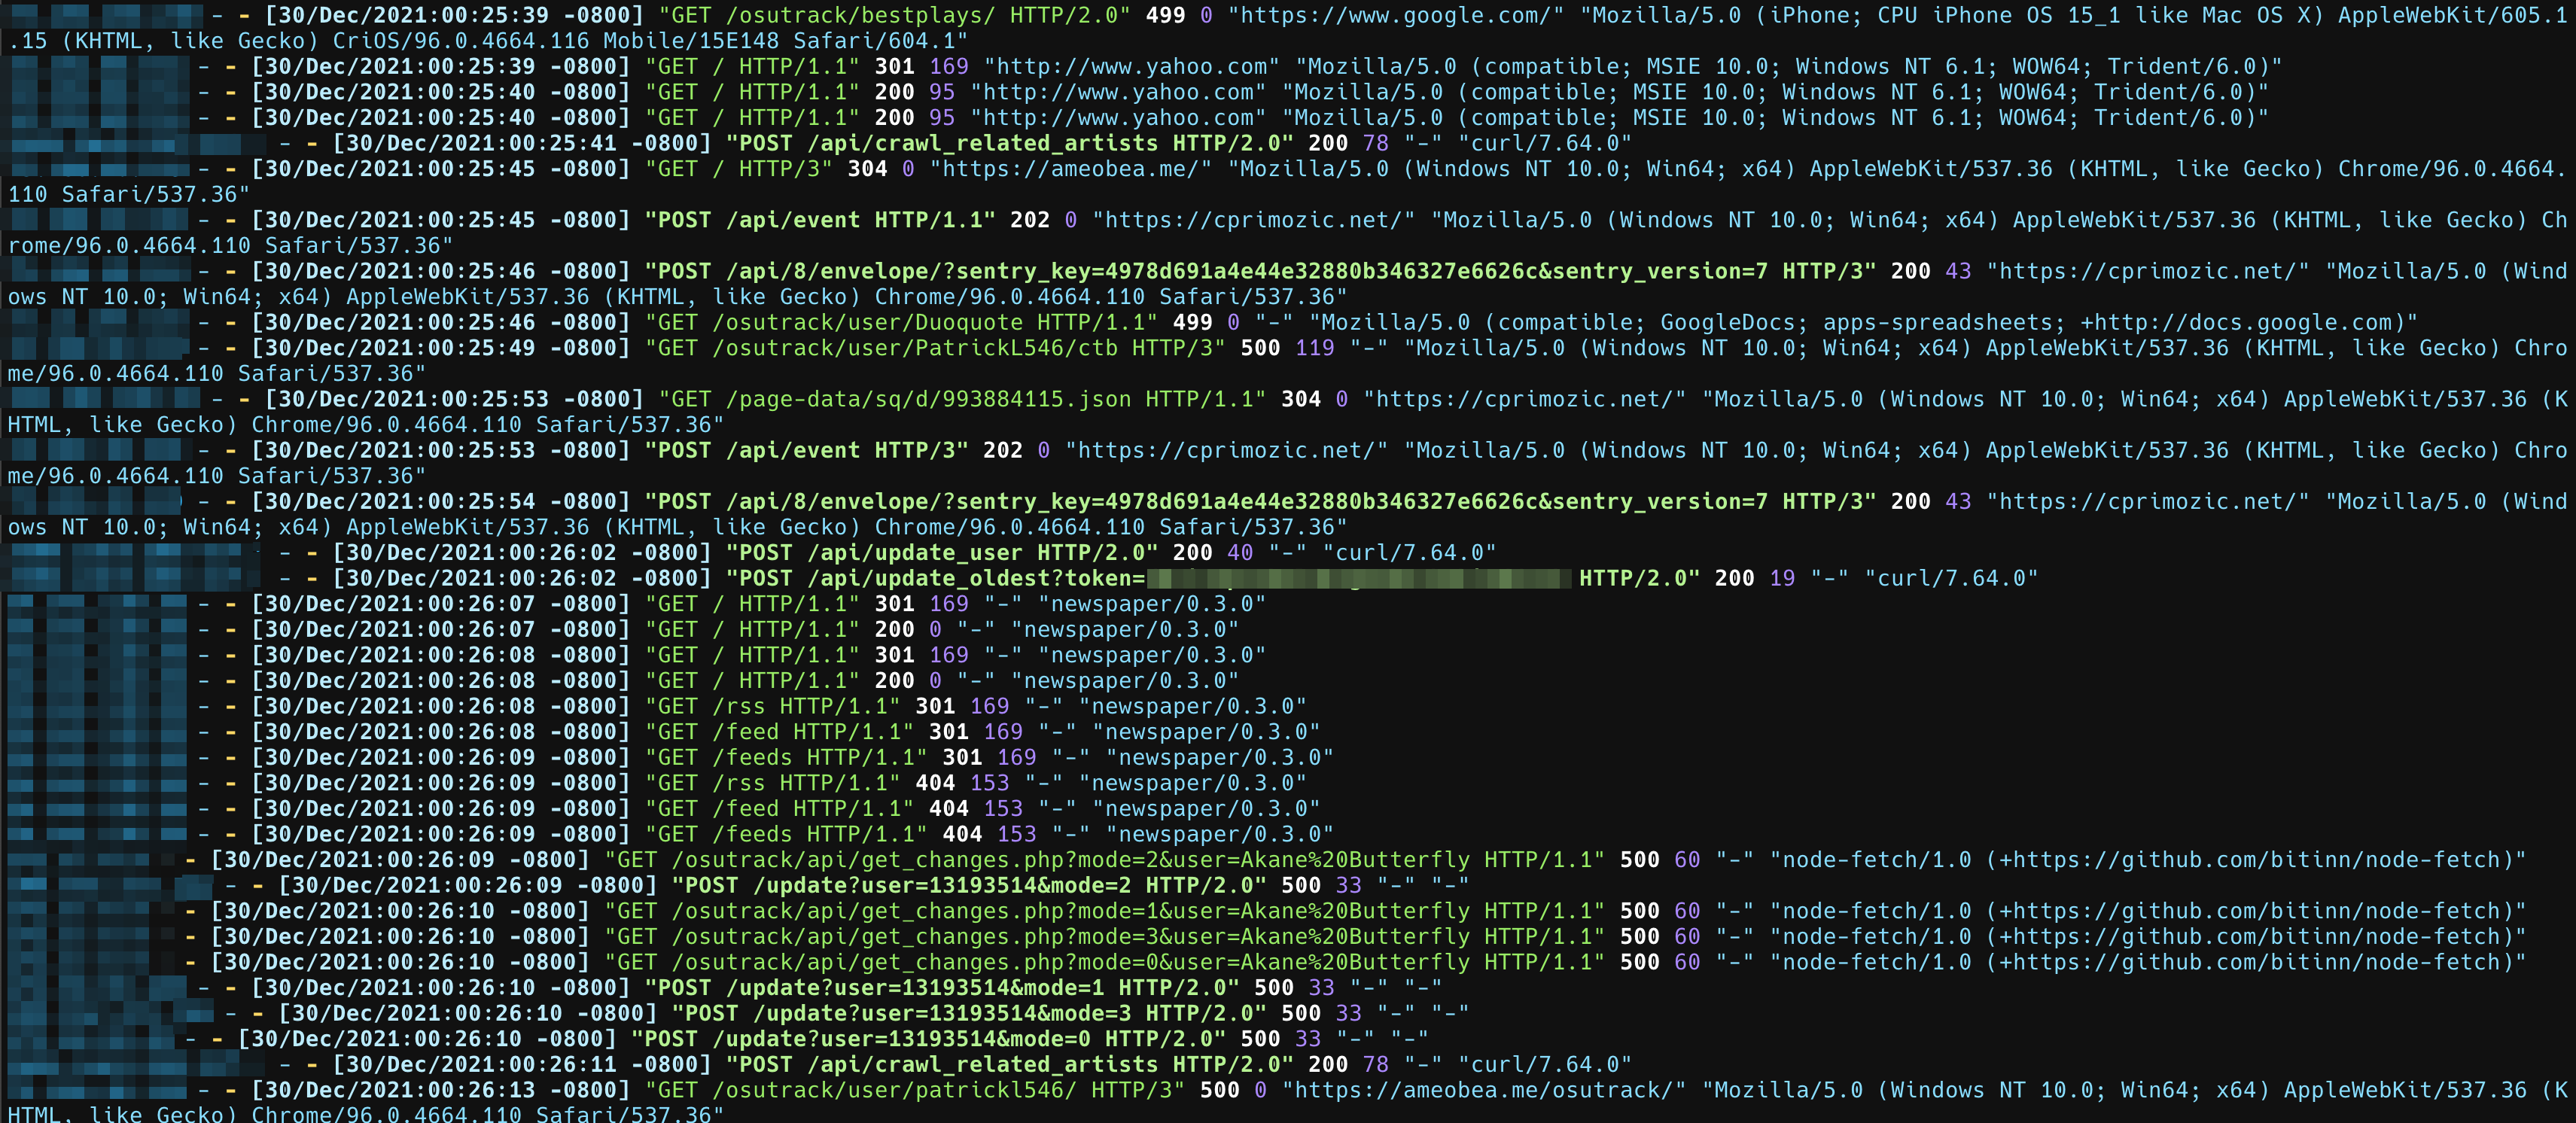 - - [30/Dec/2021:00:25:39 -0800] "GET /osutrack/bestplays/ HTTP/2.0" 499 0 "https://www.google.com/" "Mozilla/5.0 (iPhone; CPU iPhone OS 15_1 like Mac OS X) AppleWebKit/605.1
.15 (KHTML, like Gecko) CriOS/96.0.4664.116 Mobile/15E148 Safari/604.1"
- - [30/Dec/2021:00:25:39 -0800] "GET / HTTP/1.1" 301 169 "http://www.yahoo.com" "Mozilla/5.0 (compatible; MSIE 10.0; Windows NT 6.1; WOW64; Trident/6.0)"
- - [30/Dec/2021:00:25:40 -0800] "GET / HTTP/1.1" 200 95 "http://www.yahoo.com" "Mozilla/5.0 (compatible; MSIE 10.0; Windows NT 6.1; WOW64; Trident/6.0)"
- - [30/Dec/2021:00:25:40 -0800] "GET / HTTP/1.1" 200 95 "http://www.yahoo.com" "Mozilla/5.0 (compatible; MSIE 10.0; Windows NT 6.1; WOW64; Trident/6.0)"
- - [30/Dec/2021:00:25:41 -0800] "POST /api/crawl_related_artists HTTP/2.0" 200 78 "-" "curl/7.64.0"
- - [30/Dec/2021:00:25:45 -0800] "GET / HTTP/3" 304 0 "https://ameobea.me/" "Mozilla/5.0 (Windows NT 10.0; Win64; x64) AppleWebKit/537.36 (KHTML, like Gecko) Chrome/96.0.4664.
110 Safari/537.36"
- - [30/Dec/2021:00:25:45 -0800] "POST /api/event HTTP/1.1" 202 0 "https://cprimozic.net/" "Mozilla/5.0 (Windows NT 10.0; Win64; x64) AppleWebKit/537.36 (KHTML, like Gecko) Ch
rome/96.0.4664.110 Safari/537.36"
- - [30/Dec/2021:00:25:46 -0800] "POST /api/8/envelope/?sentry_key=4978d691a4e44e32880b346327e6626c&sentry_version=7 HTTP/3" 200 43 "https://cprimozic.net/" "Mozilla/5.0 (Wind
ows NT 10.0; Win64; x64) AppleWebKit/537.36 (KHTML, like Gecko) Chrome/96.0.4664.110 Safari/537.36"
- - [30/Dec/2021:00:25:46 -0800] "GET /osutrack/user/Duoquote HTTP/1.1" 499 0 "-" "Mozilla/5.0 (compatible; GoogleDocs; apps-spreadsheets; +http://docs.google.com)"
- - [30/Dec/2021:00:25:49 -0800] "GET /osutrack/user/PatrickL546/ctb HTTP/3" 500 119 "-" "Mozilla/5.0 (Windows NT 10.0; Win64; x64) AppleWebKit/537.36 (KHTML, like Gecko) Chro
me/96.0.4664.110 Safari/537.36"
- - [30/Dec/2021:00:25:53 -0800] "GET /page-data/sq/d/993884115.json HTTP/1.1" 304 0 "https://cprimozic.net/" "Mozilla/5.0 (Windows NT 10.0; Win64; x64) AppleWebKit/537.36 (K
HTML, like Gecko) Chrome/96.0.4664.110 Safari/537.36"
- - [30/Dec/2021:00:25:53 -0800] "POST /api/event HTTP/3" 202 0 "https://cprimozic.net/" "Mozilla/5.0 (Windows NT 10.0; Win64; x64) AppleWebKit/537.36 (KHTML, like Gecko) Chro
me/96.0.4664.110 Safari/537.36"
- - [30/Dec/2021:00:25:54 -0800] "POST /api/8/envelope/?sentry_key=4978d691a4e44e32880b346327e6626c&sentry_version=7 HTTP/3" 200 43 "https://cprimozic.net/" "Mozilla/5.0 (Wind
ows NT 10.0; Win64; x64) AppleWebKit/537.36 (KHTML, like Gecko) Chrome/96.0.4664.110 Safari/537.36"
- - [30/Dec/2021:00:26:02 -0800] "POST /api/update_user HTTP/2.0" 200 40 "-" "curl/7.64.0"
- - [30/Dec/2021:00:26:02 -0800] "POST /api/update_oldest?token= HTTP/2.0" 200 19 "-" "curl/7.64.0"
- - [30/Dec/2021:00:26:07 -0800] "GET / HTTP/1.1" 301 169 "-" "newspaper/0.3.0"
- - [30/Dec/2021:00:26:07 -0800] "GET / HTTP/1.1" 200 0 "-" "newspaper/0.3.0"
- - [30/Dec/2021:00:26:08 -0800] "GET / HTTP/1.1" 301 169 "-" "newspaper/0.3.0"
- - [30/Dec/2021:00:26:08 -0800] "GET / HTTP/1.1" 200 0 "-" "newspaper/0.3.0"
- - [30/Dec/2021:00:26:08 -0800] "GET /rss HTTP/1.1" 301 169 "-" "newspaper/0.3.0"
- - [30/Dec/2021:00:26:08 -0800] "GET /feed HTTP/1.1" 301 169 "-" "newspaper/0.3.0"
- - [30/Dec/2021:00:26:09 -0800] "GET /feeds HTTP/1.1" 301 169 "-" "newspaper/0.3.0"
- - [30/Dec/2021:00:26:09 -0800] "GET /rss HTTP/1.1" 404 153 "-" "newspaper/0.3.0"
- - [30/Dec/2021:00:26:09 -0800] "GET /feed HTTP/1.1" 404 153 "-" "newspaper/0.3.0"
- - [30/Dec/2021:00:26:09 -0800] "GET /feeds HTTP/1.1" 404 153 "-" "newspaper/0.3.0"
- [30/Dec/2021:00:26:09 -0800] "GET /osutrack/api/get_changes.php?mode=2&user=Akane%20Butterfly HTTP/1.1" 500 60 "-" "node-fetch/1.0 (+https://github.com/bitinn/node-fetch)"
- - [30/Dec/2021:00:26:09 -0800] "POST /update?user=13193514&mode=2 HTTP/2.0" 500 33 "-" "-"
- [30/Dec/2021:00:26:10 -0800] "GET /osutrack/api/get_changes.php?mode=1&user=Akane%20Butterfly HTTP/1.1" 500 60 "-" "node-fetch/1.0 (+https://github.com/bitinn/node-fetch)"
- [30/Dec/2021:00:26:10 -0800] "GET /osutrack/api/get_changes.php?mode=3&user=Akane%20Butterfly HTTP/1.1" 500 60 "-" "node-fetch/1.0 (+https://github.com/bitinn/node-fetch)"
- [30/Dec/2021:00:26:10 -0800] "GET /osutrack/api/get_changes.php?mode=0&user=Akane%20Butterfly HTTP/1.1" 500 60 "-" "node-fetch/1.0 (+https://github.com/bitinn/node-fetch)"
- - [30/Dec/2021:00:26:10 -0800] "POST /update?user=13193514&mode=1 HTTP/2.0" 500 33 "-" "-"
- - [30/Dec/2021:00:26:10 -0800] "POST /update?user=13193514&mode=3 HTTP/2.0" 500 33 "-" "-"
- - [30/Dec/2021:00:26:10 -0800] "POST /update?user=13193514&mode=0 HTTP/2.0" 500 33 "-" "-"
- - [30/Dec/2021:00:26:11 -0800] "POST /api/crawl_related_artists HTTP/2.0" 200 78 "-" "curl/7.64.0"
- - [30/Dec/2021:00:26:13 -0800] "GET /osutrack/user/patrickl546/ HTTP/3" 500 0 "https://ameobea.me/osutrack/" "Mozilla/5.0 (Windows NT 10.0; Win64; x64) AppleWebKit/537.36 (K
HTML, like Gecko) Chrome/96.0.4664.110 Safari/537.36"